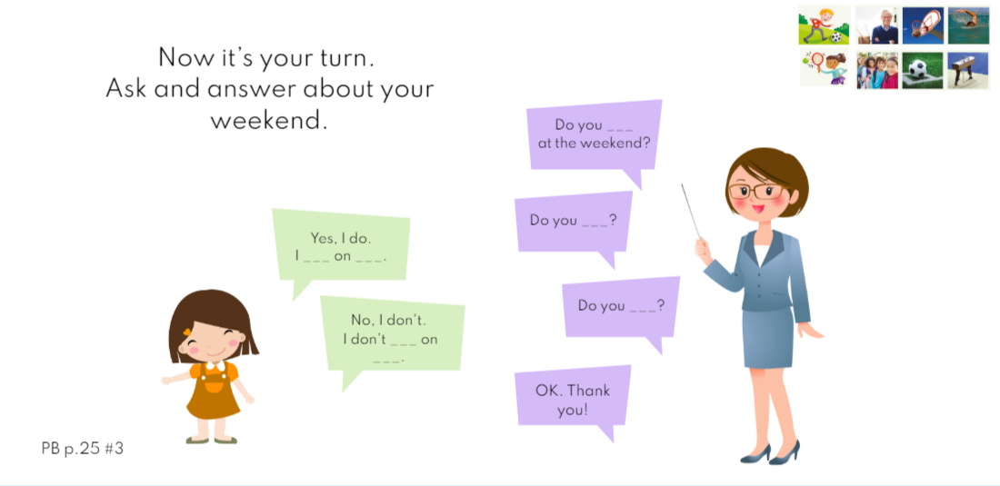 Now it's your turn.
Ask and answer about your
weekend.
Do you ___
at the weekend?
Do you ___?
Yes, I do.
I ___ on ___.
Do you ___?
No, I don't.
I don't ___ on
___.
OK. Thank
you!
PB p.25 #3